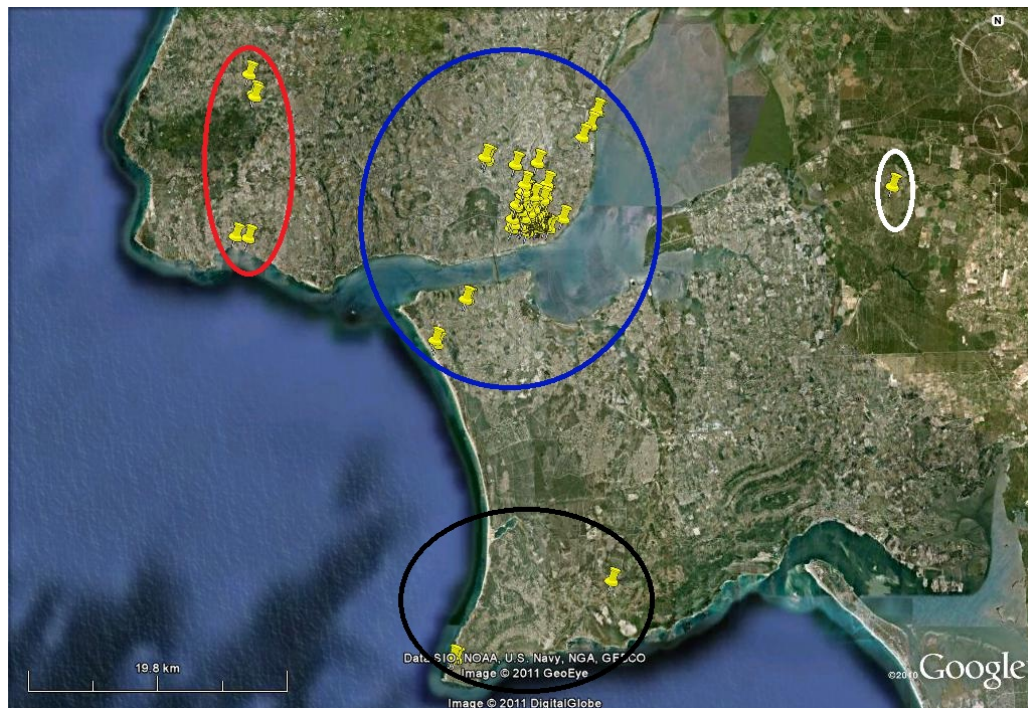 N
19.8 km
Data SIO, NOAA, U.S. Navy, NGA, GEBCO
Image © 2011 GeoEye
©2010 Google
Image © 2011 DigitalGlobe